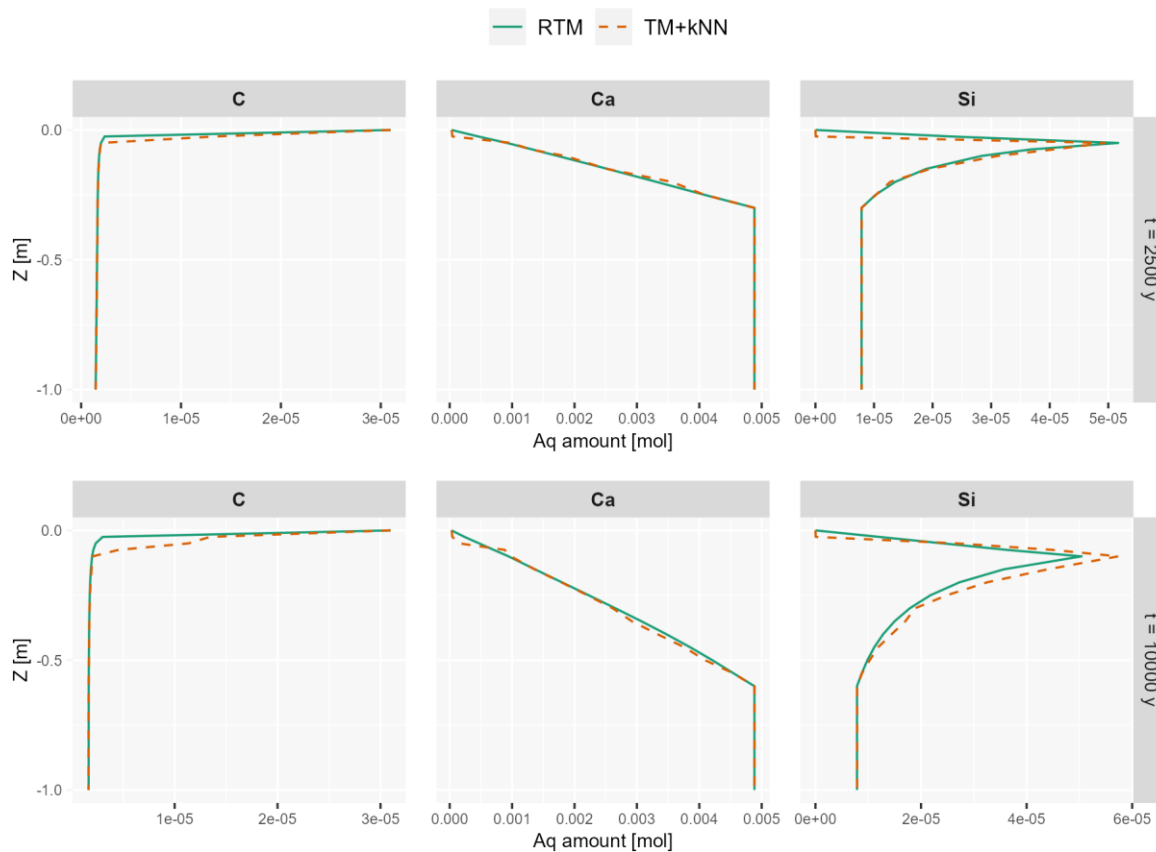 RTM TM+kNN
C Ca Si
0.0
-0.5
-1.0
Z [m]
t = 2500 y
0e+00 1e-05 2e-05 3e-05 0.000 0.001 0.002 0.003 0.004 0.005 0e+00 1e-05 2e-05 3e-05 4e-05 5e-05
Aq amount [mol]
C Ca Si
0.0
-0.5
-1.0
Z [m]
t = 10000 y
1e-05 2e-05 3e-05 0.000 0.001 0.002 0.003 0.004 0.005 0e+00 2e-05 4e-05 6e-05
Aq amount [mol]